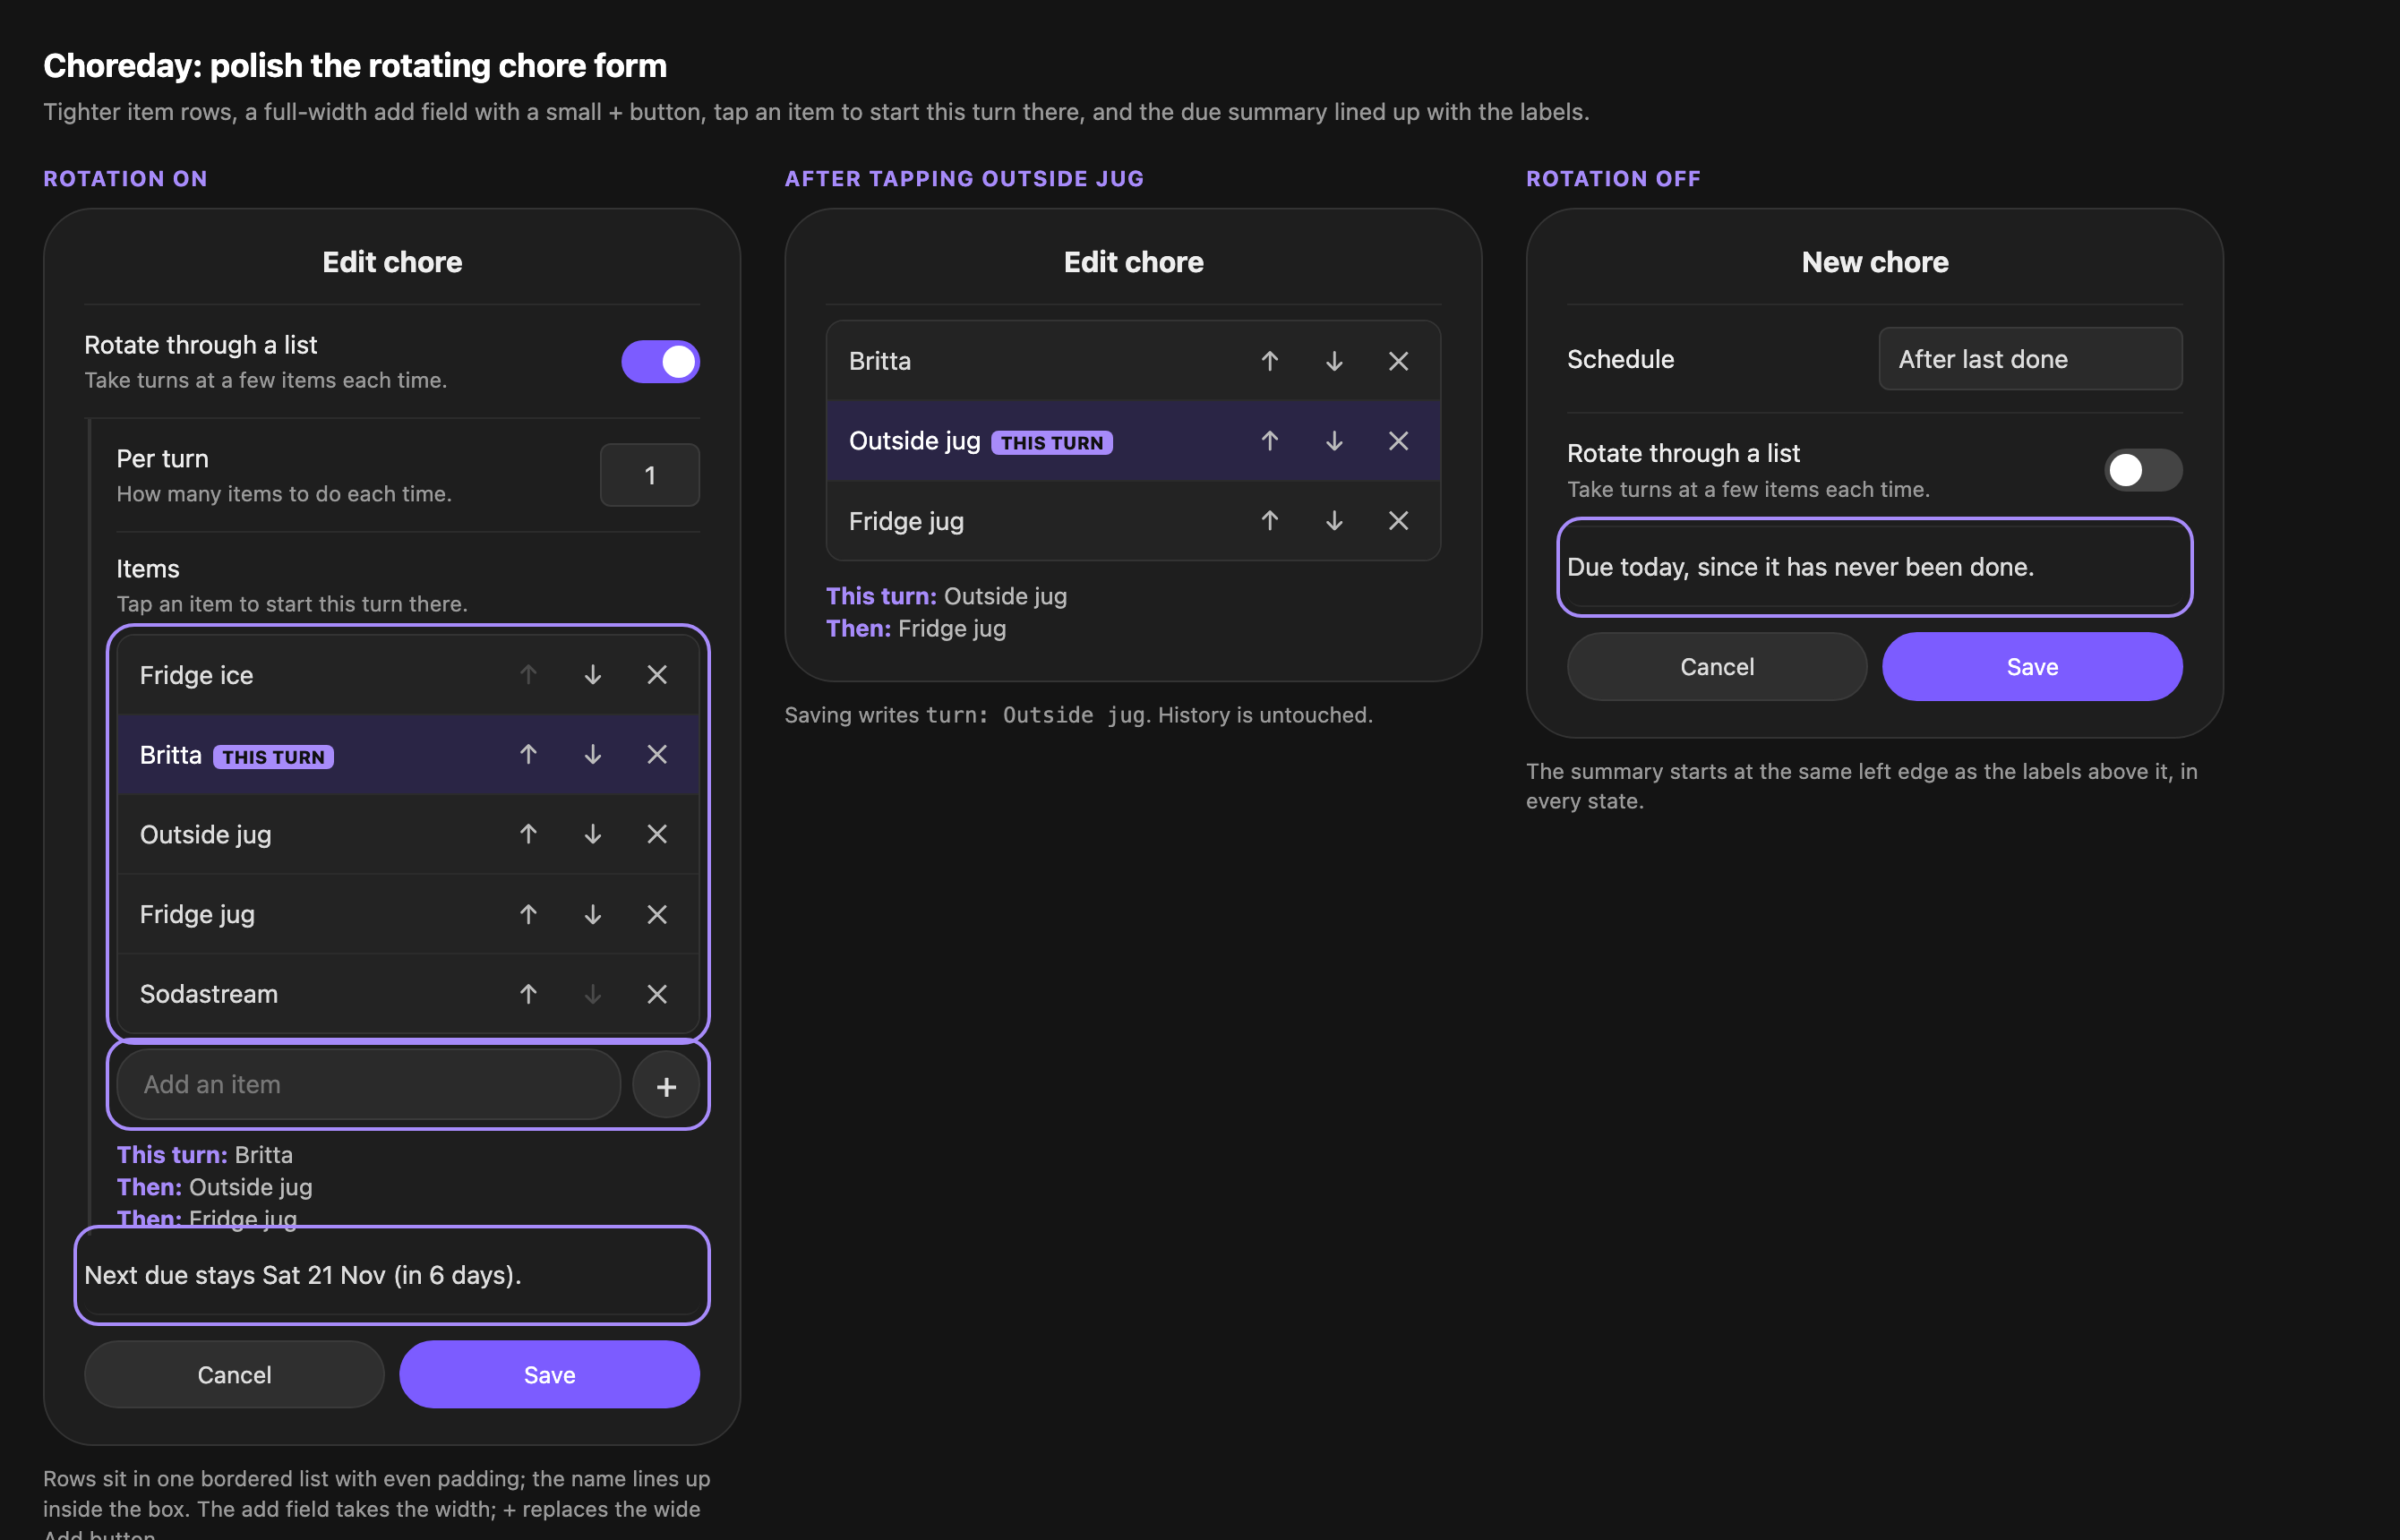 Choreday: polish the rotating chore form
Tighter item rows, a full-width add field with a small + button, tap an item to start this turn there, and the due summary lined up with the labels.
ROTATION ON
Edit chore
Rotate through a list
Take turns at a few items each time.
Per turn
1
How many items to do each time.
Items
Tap an item to start this turn there.
Fridge ice
Britta THIS TURN
Outside jug
Fridge jug
Sodastream
Add an item
+
This turn: Britta
Then: Outside jug
Then: Fridge jug
Next due stays Sat 21 Nov (in 6 days).
Cancel
Save
Rows sit in one bordered list with even padding; the name lines up
inside the box. The add field takes the width; + replaces the wide
Add button.
AFTER TAPPING OUTSIDE JUG
Edit chore
Britta
Outside jug THIS TURN
Fridge jug
This turn: Outside jug
Then: Fridge jug
Saving writes turn: Outside jug. History is untouched.
ROTATION OFF
New chore
Schedule
After last done
Rotate through a list
Take turns at a few items each time.
Due today, since it has never been done.
Cancel
Save
The summary starts at the same left edge as the labels above it, in
every state.